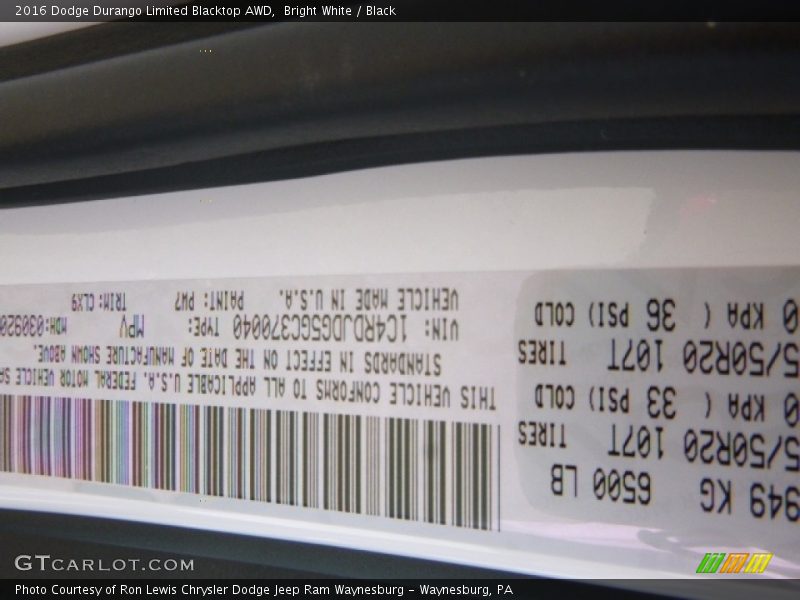 2016 Dodge Durango Limited Blacktop AWD,  Bright White / Black
949 KG 6500 LB
5/50R20 107T TIRES
0 KPA ( 33 PSI) COLD
5/50R20 107T TIRES
0 KPA ( 36 PSI) COLD
THIS VEHICLE CONFORMS TO ALL APPLICABLE U.S.A. FEDERAL MOTOR VEHICLE SA
STANDARDS IN EFFECT ON THE DATE OF MANUFACTURE SHOWN ABOVE.
VIN: 1C4RDJDG5GC370040 TYPE: MPV MDH: 030920
VEHICLE MADE IN U.S.A. PAINT: PW7 TRIM: CLX9
GTCARLOT.COM
Photo Courtesy of Ron Lewis Chrysler Dodge Jeep Ram Waynesburg - Waynesburg, PA